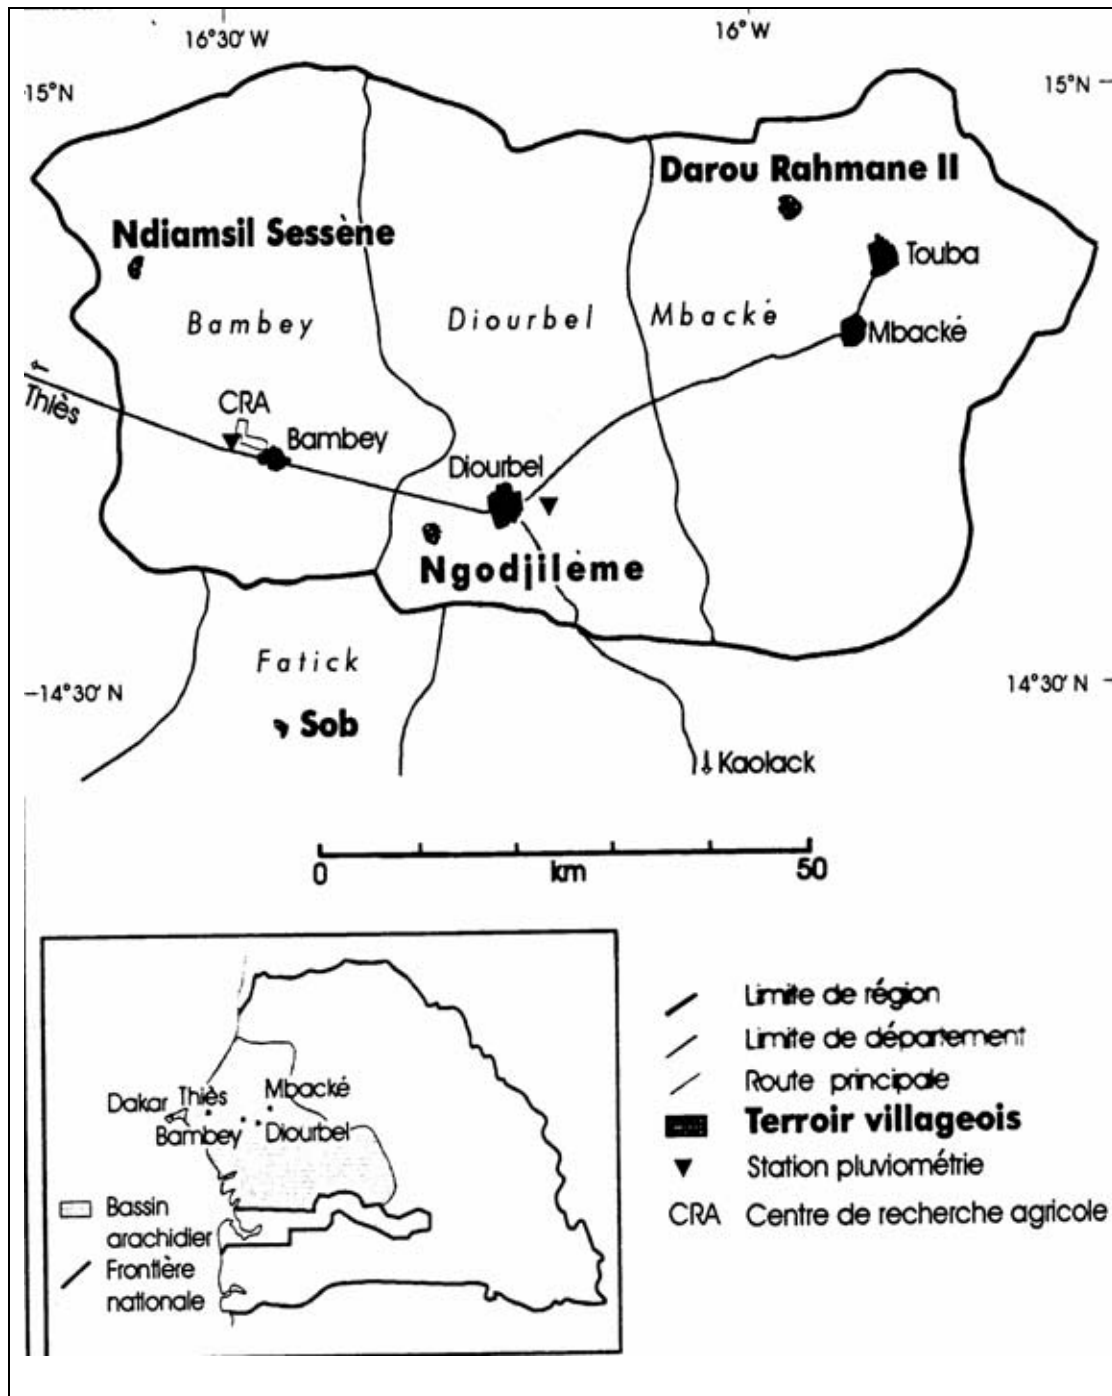 16°30' W
16° W
15°N
15°N
Darou Rahmane II
Ndiamsil Sessène
Touba
Bambey
Diourbel
Mbacké
Mbacké
Thiès
CRA
Bambey
Diourbel
Ngodjilème
Fatick
14°30' N
14°30' N
Sob
Kaolack
0
km
50
Limite de région
Limite de département
Route principale
Terroir villageois
Station pluviométrie
CRA Centre de recherche agricole
Dakar
Thiès
Mbacké
Bambey
Diourbel
Bassin
arachidier
Frontière
nationale